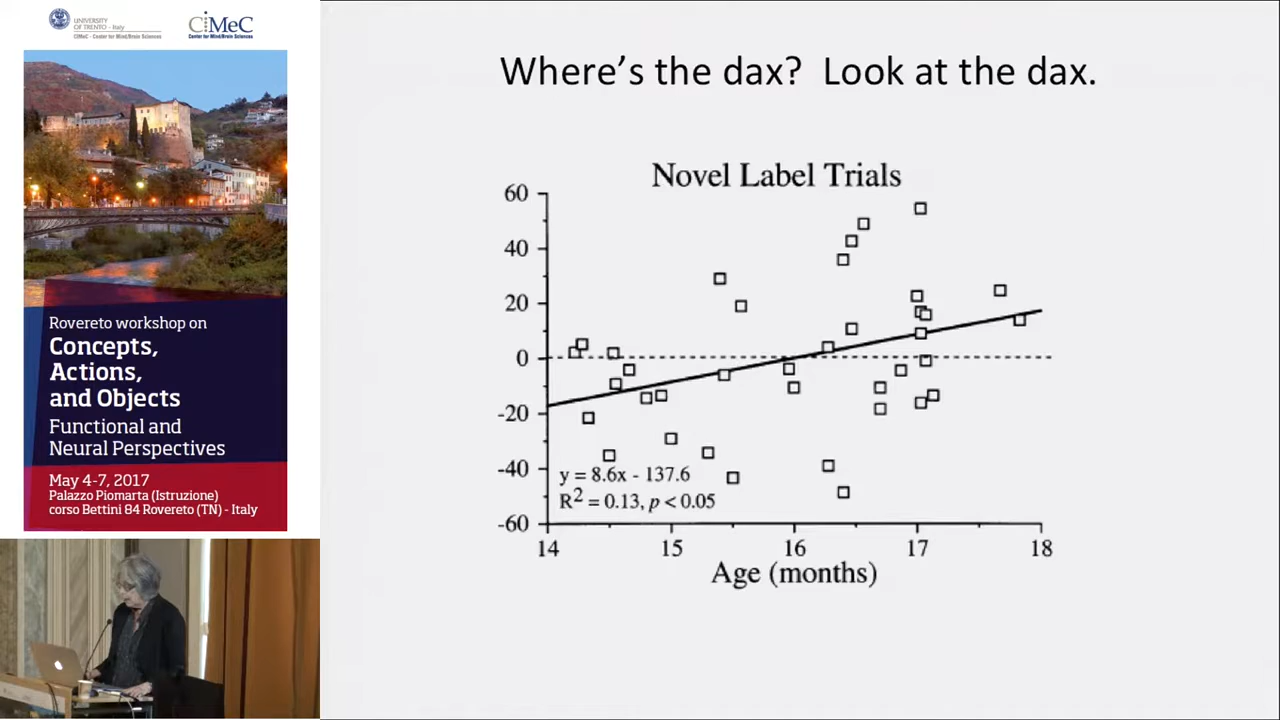 UNIVERSITY
OF TRENTO - Italy
CIMeC - Center for Mind/Brain Sciences
CiMeC
Center for Mind/Brain Sciences
Rovereto workshop on
Concepts,
Actions,
and Objects
Functional and
Neural Perspectives
May 4-7, 2017
Palazzo Piomarta (Istruzione)
corso Bettini 84 Rovereto (TN) - Italy
Where's the dax?  Look at the dax.
Novel Label Trials
60
40
20
0
-20
-40
-60
y = 8.6x - 137.6
R2 = 0.13, p < 0.05
14 15 16 17 18
Age (months)